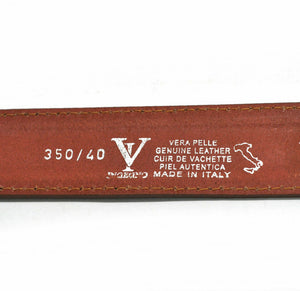 350/40
V
VERA PELLE
GENUINE LEATHER
CUIR DE VACHETTE
PIEL AUTENTICA
MADE IN ITALY